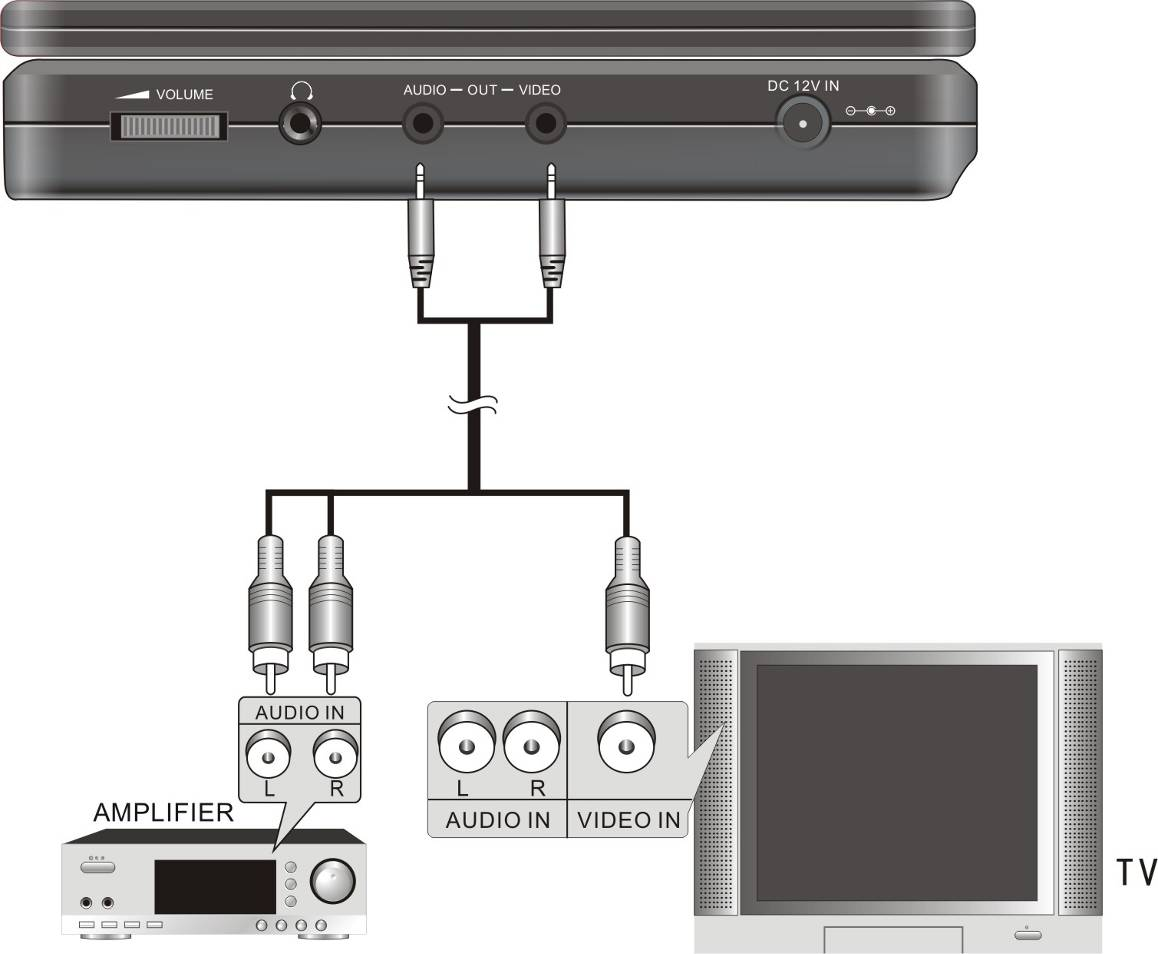 VOLUME
AUDIO — OUT — VIDEO
DC 12V IN
AUDIO IN
L R
AMPLIFIER
L R
AUDIO IN VIDEO IN
TV